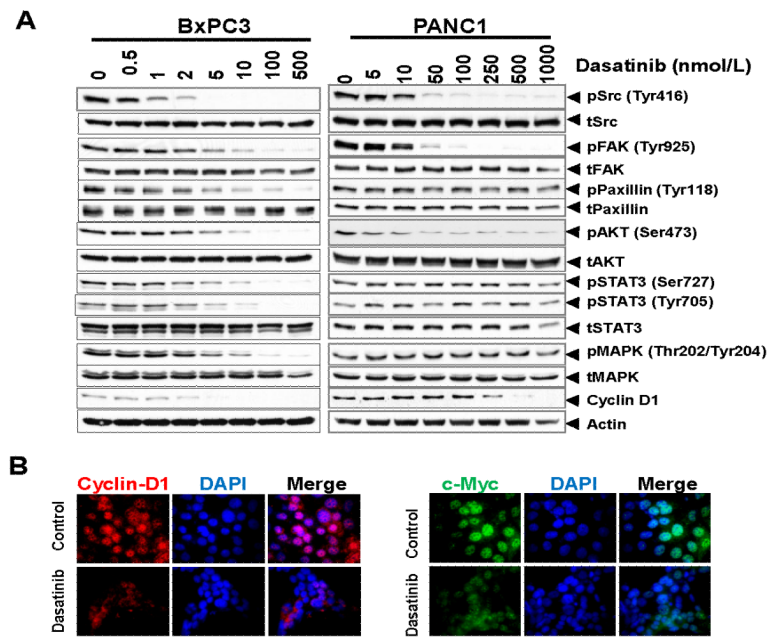 A
BxPC3 PANC1
0 0.5 1 2 5 10 100 500 0 5 10 50 100 250 500 1000 Dasatinib (nmol/L)
pSrc (Tyr416)
tSrc
pFAK (Tyr925)
tFAK
pPaxillin (Tyr118)
tPaxillin
pAKT (Ser473)
tAKT
pSTAT3 (Ser727)
pSTAT3 (Tyr705)
tSTAT3
pMAPK (Thr202/Tyr204)
tMAPK
Cyclin D1
Actin
B
Cyclin-D1 DAPI Merge c-Myc DAPI Merge
Control Control
Dasatinib Dasatinib